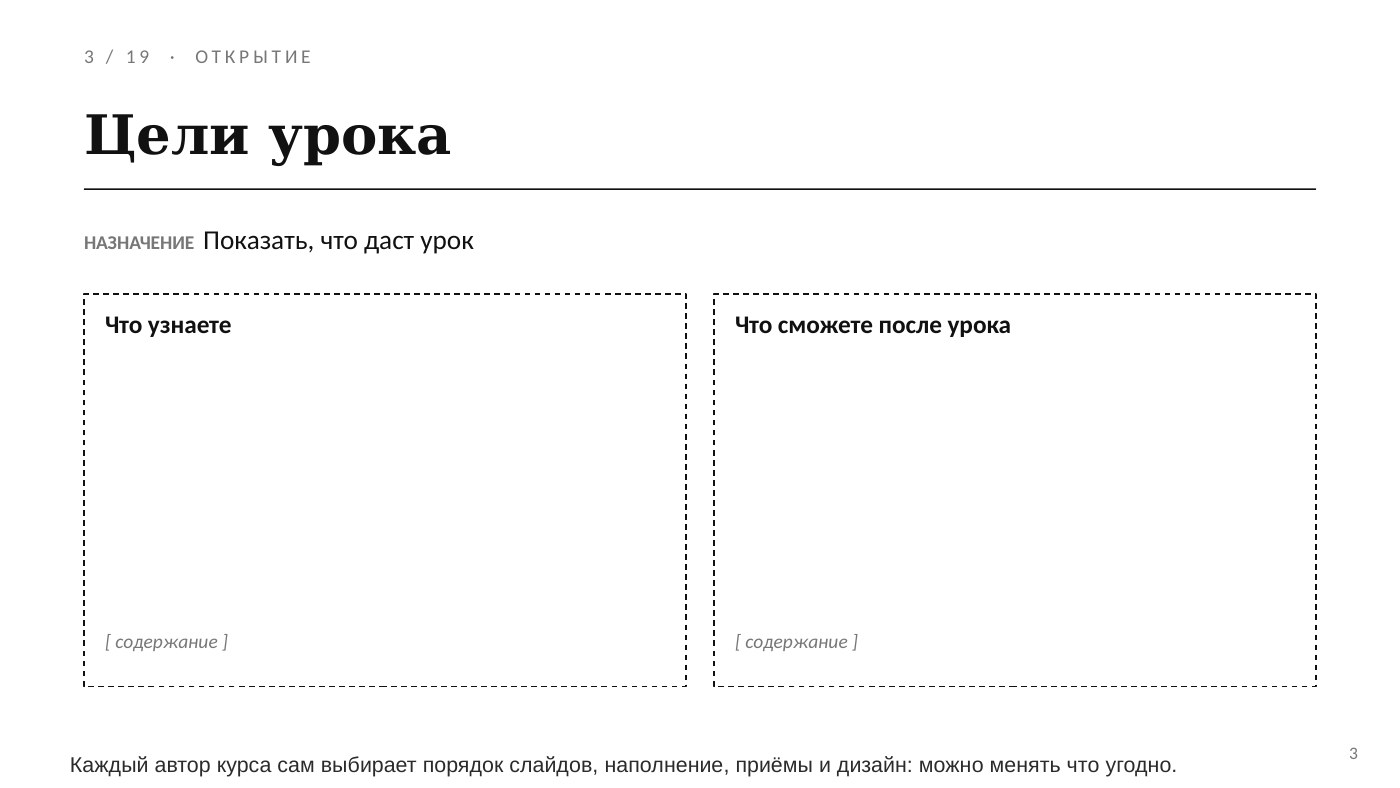 3 / 19 · ОТКРЫТИЕ
Цели урока
НАЗНАЧЕНИЕ Показать, что даст урок
Что узнаете
[ содержание ]
Что сможете после урока
[ содержание ]
Каждый автор курса сам выбирает порядок слайдов, наполнение, приёмы и дизайн: можно менять что угодно.
3